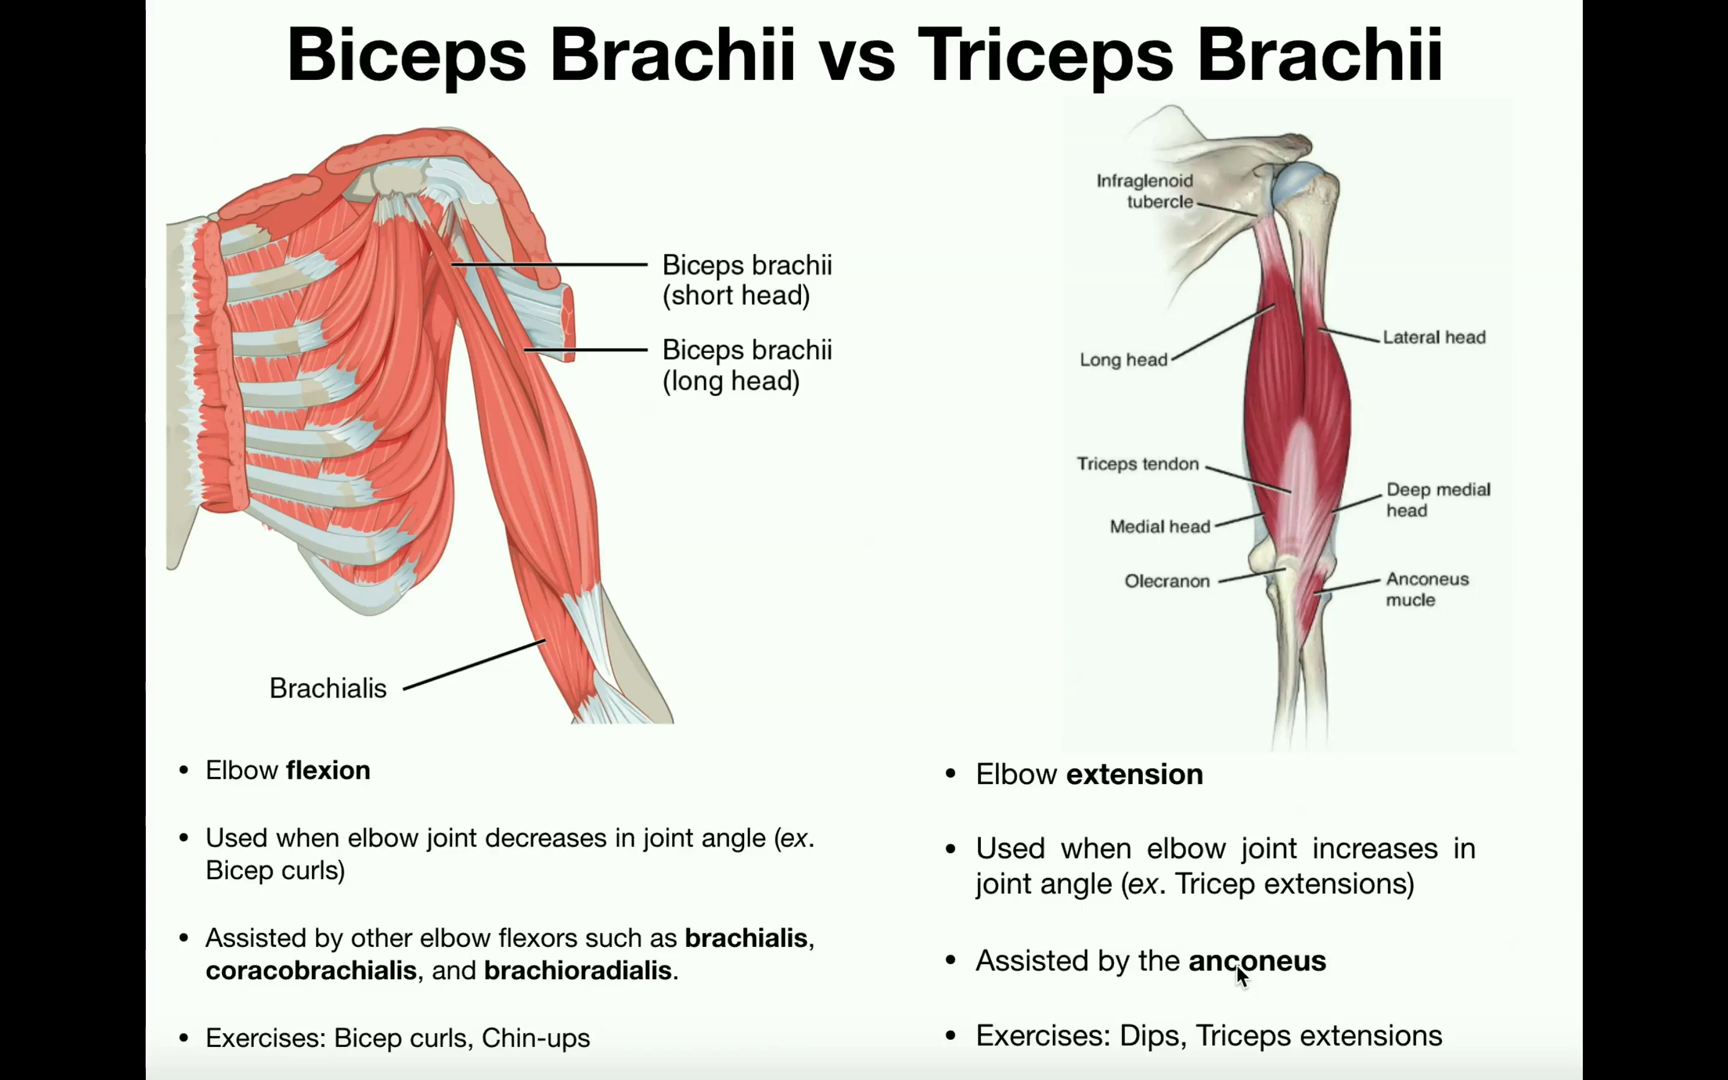 Biceps Brachii vs Triceps Brachii
Biceps brachii
(short head)
Biceps brachii
(long head)
Brachialis
Infraglenoid
tubercle
Long head
Lateral head
Triceps tendon
Deep medial
head
Medial head
Olecranon
Anconeus
mucle
• Elbow flexion
• Used when elbow joint decreases in joint angle (ex.
Bicep curls)
• Assisted by other elbow flexors such as brachialis,
coracobrachialis, and brachioradialis.
• Exercises: Bicep curls, Chin-ups
• Elbow extension
• Used when elbow joint increases in
joint angle (ex. Tricep extensions)
• Assisted by the anconeus
• Exercises: Dips, Triceps extensions